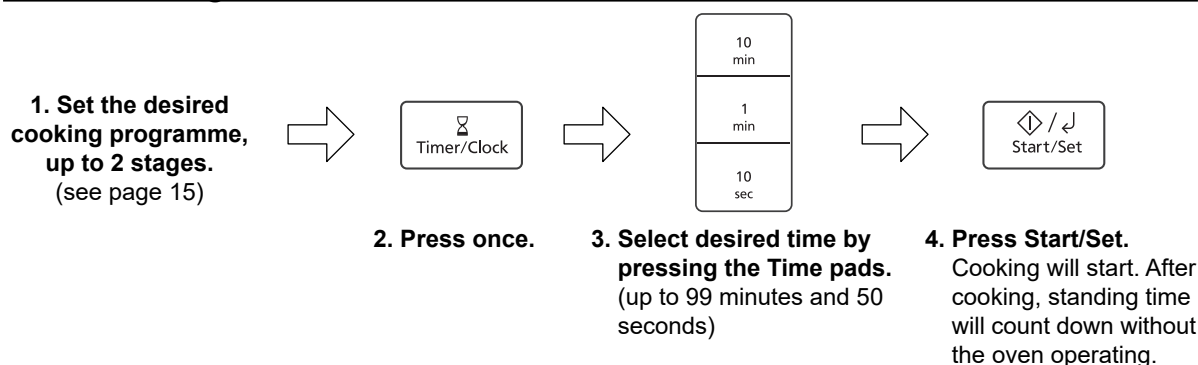 1. Set the desired
cooking programme,
up to 2 stages.
(see page 15)
Timer/Clock
2. Press once.
10
min
1
min
10
sec
3. Select desired time by
pressing the Time pads.
(up to 99 minutes and 50
seconds)
/
Start/Set
4. Press Start/Set.
Cooking will start. After
cooking, standing time
will count down without
the oven operating.